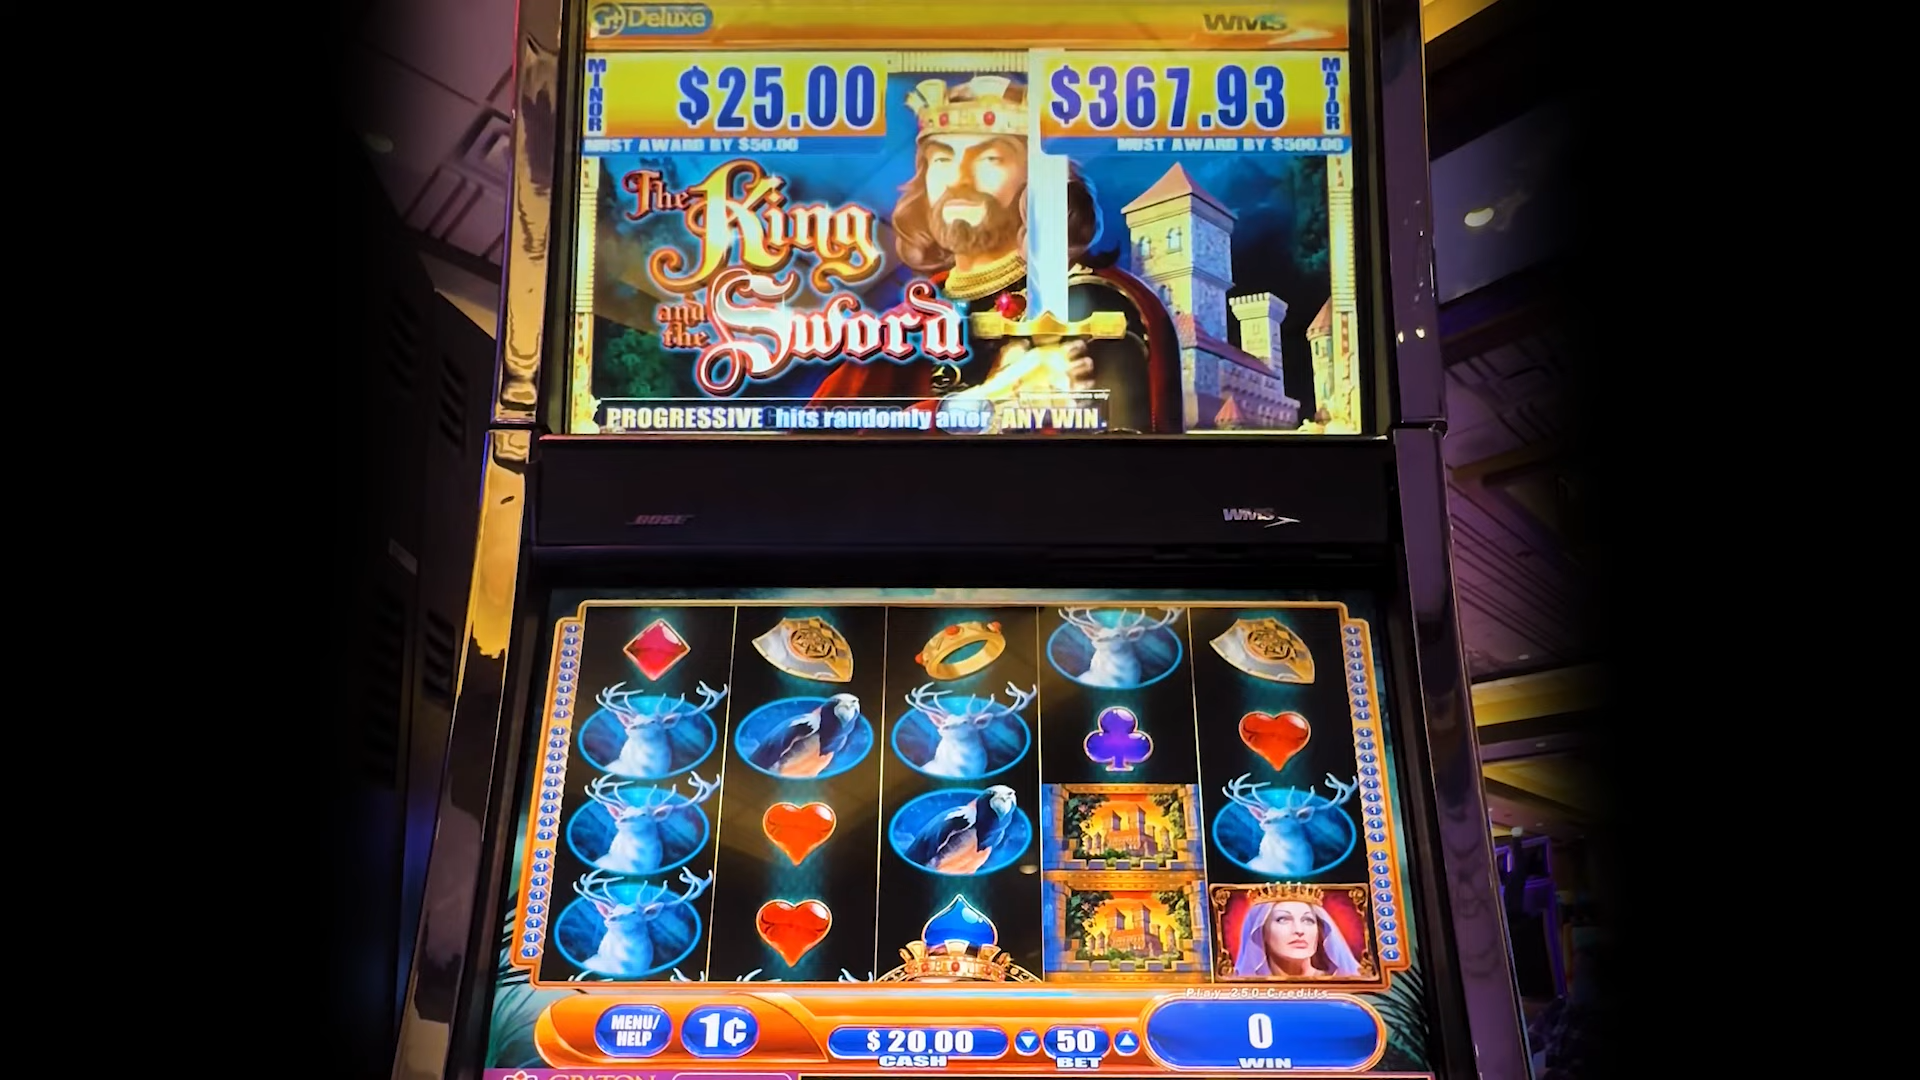 G+Deluxe
WMS
MINOR
$25.00
$367.93
MAJOR
MUST AWARD BY $50.00
MUST AWARD BY $500.00
The King
and the Sword
PROGRESSIVE hits randomly after ANY WIN.
BOSE
WMS
Play 250 Credits
MENU/
HELP
1¢
$20.00
CASH
50
BET
0
WIN
GRATON